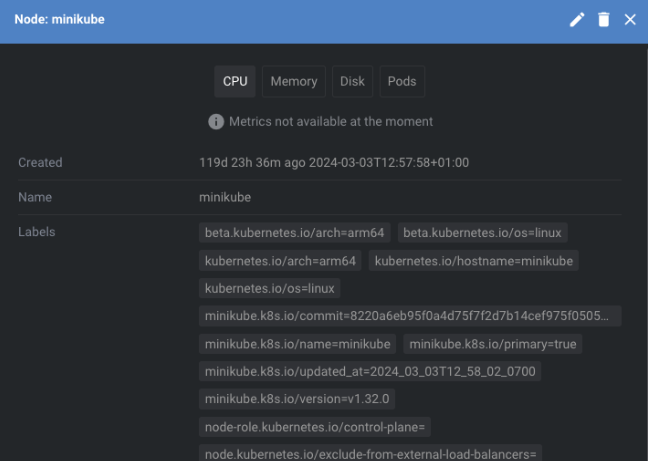 Node: minikube
CPU Memory Disk Pods
Metrics not available at the moment
Created 119d 23h 36m ago 2024-03-03T12:57:58+01:00
Name minikube
Labels beta.kubernetes.io/arch=arm64 beta.kubernetes.io/os=linux
kubernetes.io/arch=arm64 kubernetes.io/hostname=minikube
kubernetes.io/os=linux
minikube.k8s.io/commit=8220a6eb95f0a4d75f7f2d7b14cef975f0505...
minikube.k8s.io/name=minikube minikube.k8s.io/primary=true
minikube.k8s.io/updated_at=2024_03_03T12_58_02_0700
minikube.k8s.io/version=v1.32.0
node-role.kubernetes.io/control-plane=
node.kubernetes.io/exclude-from-external-load-balancers=